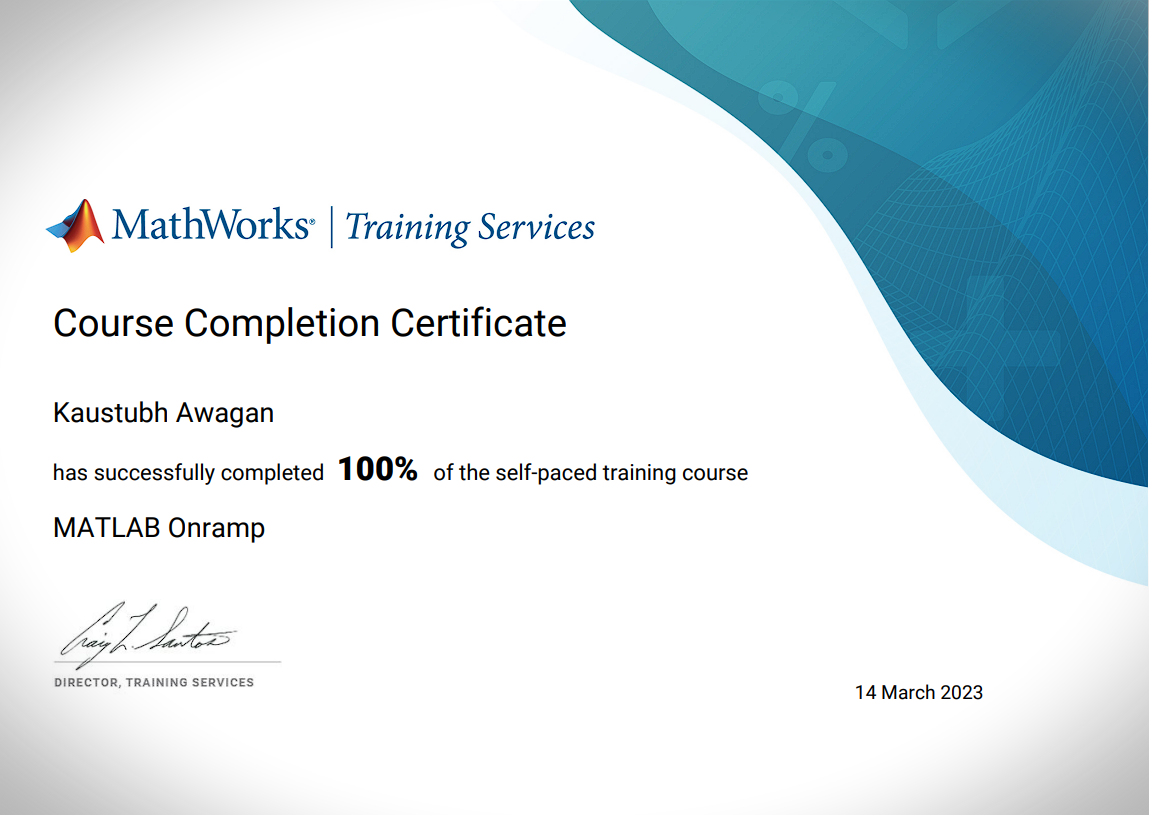 MathWorks® | Training Services
Course Completion Certificate
Kaustubh Awagan
has successfully completed 100% of the self-paced training course
MATLAB Onramp
Craig L. Santos
DIRECTOR, TRAINING SERVICES
14 March 2023